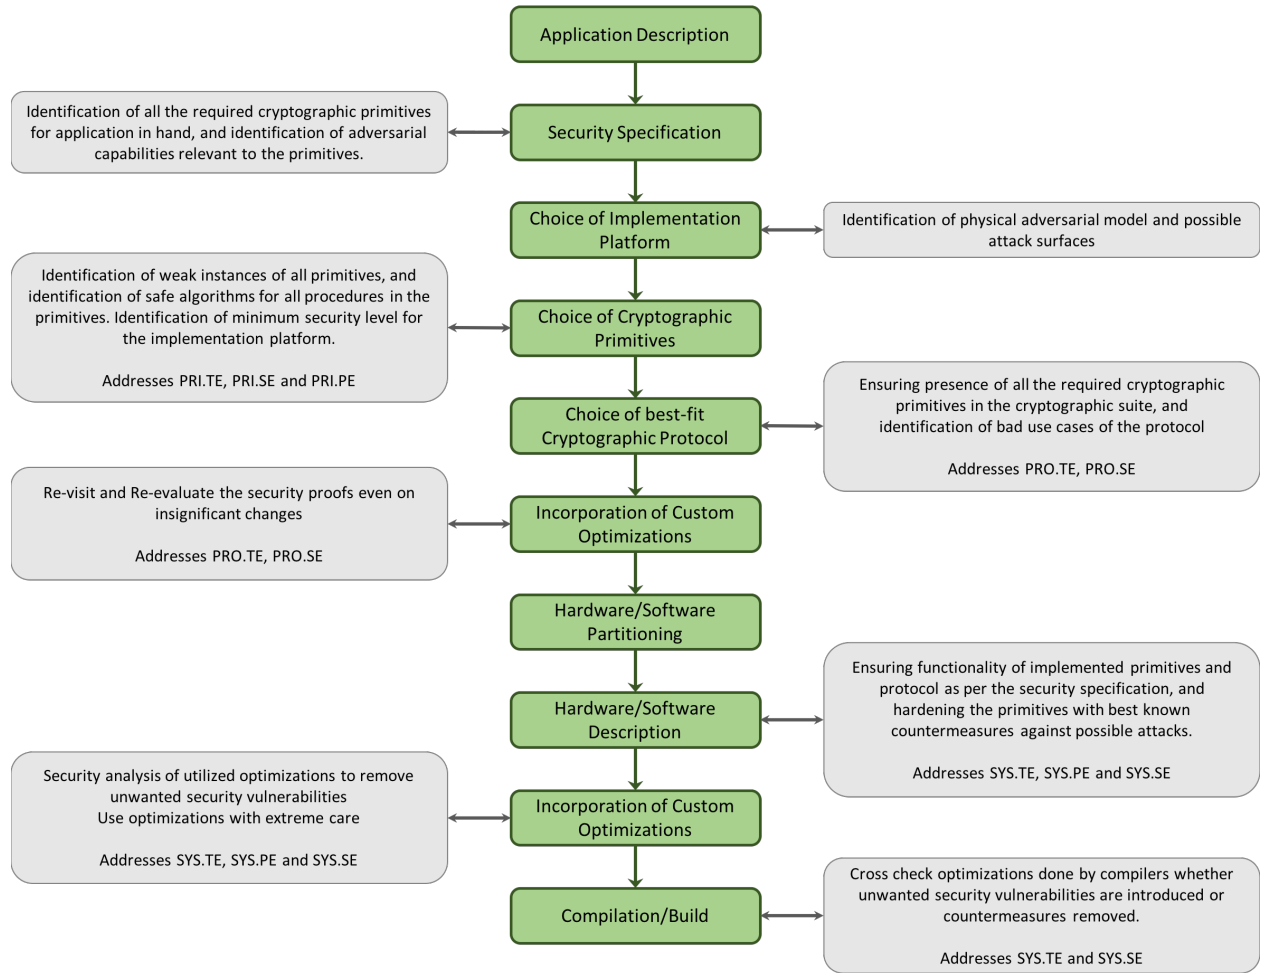 Application Description
Identification of all the required cryptographic primitives
for application in hand, and identification of adversarial
capabilities relevant to the primitives.
Security Specification
Choice of Implementation
Platform
Identification of physical adversarial model and possible
attack surfaces
Identification of weak instances of all primitives, and
identification of safe algorithms for all procedures in the
primitives. Identification of minimum security level for
the implementation platform.
Addresses PRI.TE, PRI.SE and PRI.PE
Choice of Cryptographic
Primitives
Choice of best-fit
Cryptographic Protocol
Ensuring presence of all the required cryptographic
primitives in the cryptographic suite, and
identification of bad use cases of the protocol
Addresses PRO.TE, PRO.SE
Re-visit and Re-evaluate the security proofs even on
insignificant changes
Addresses PRO.TE, PRO.SE
Incorporation of Custom
Optimizations
Hardware/Software
Partitioning
Hardware/Software
Description
Ensuring functionality of implemented primitives and
protocol as per the security specification, and
hardening the primitives with best known
countermeasures against possible attacks.
Addresses SYS.TE, SYS.PE and SYS.SE
Security analysis of utilized optimizations to remove
unwanted security vulnerabilities
Use optimizations with extreme care
Addresses SYS.TE, SYS.PE and SYS.SE
Incorporation of Custom
Optimizations
Compilation/Build
Cross check optimizations done by compilers whether
unwanted security vulnerabilities are introduced or
countermeasures removed.
Addresses SYS.TE and SYS.SE